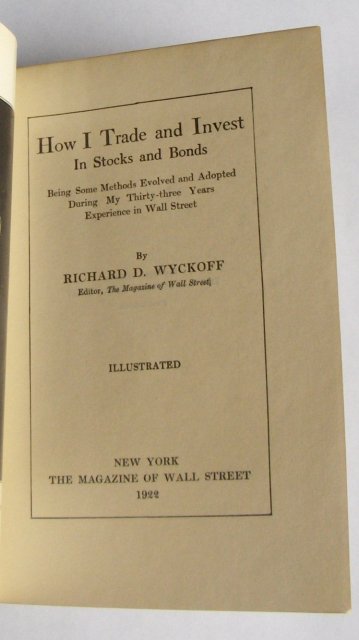 How I Trade and Invest
In Stocks and Bonds
Being Some Methods Evolved and Adopted
During My Thirty-three Years
Experience in Wall Street
By
RICHARD D. WYCKOFF
Editor, The Magazine of Wall Street
ILLUSTRATED
NEW YORK
THE MAGAZINE OF WALL STREET
1922